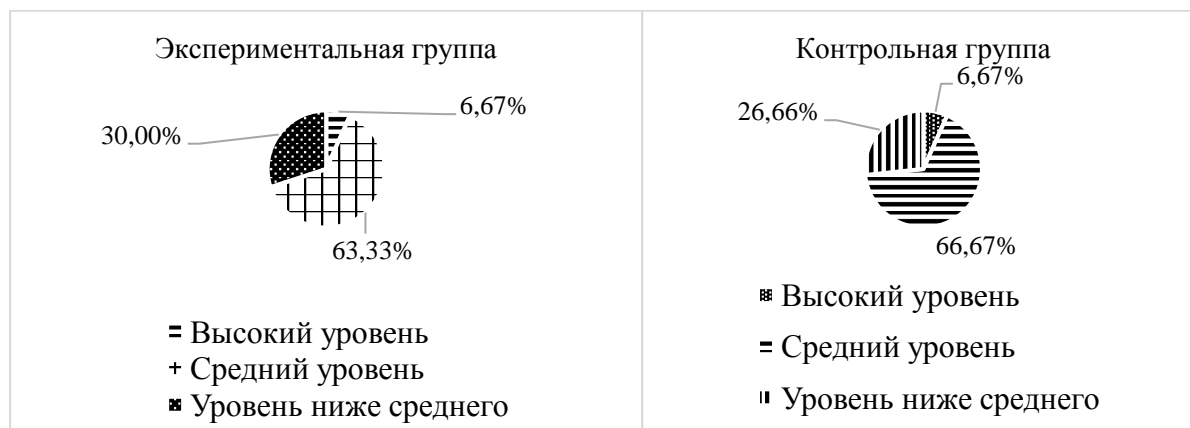 Экспериментальная группа
6,67%
30,00%
63,33%
Высокий уровень
Средний уровень
Уровень ниже среднего
Контрольная группа
6,67%
26,66%
66,67%
Высокий уровень
Средний уровень
Уровень ниже среднего